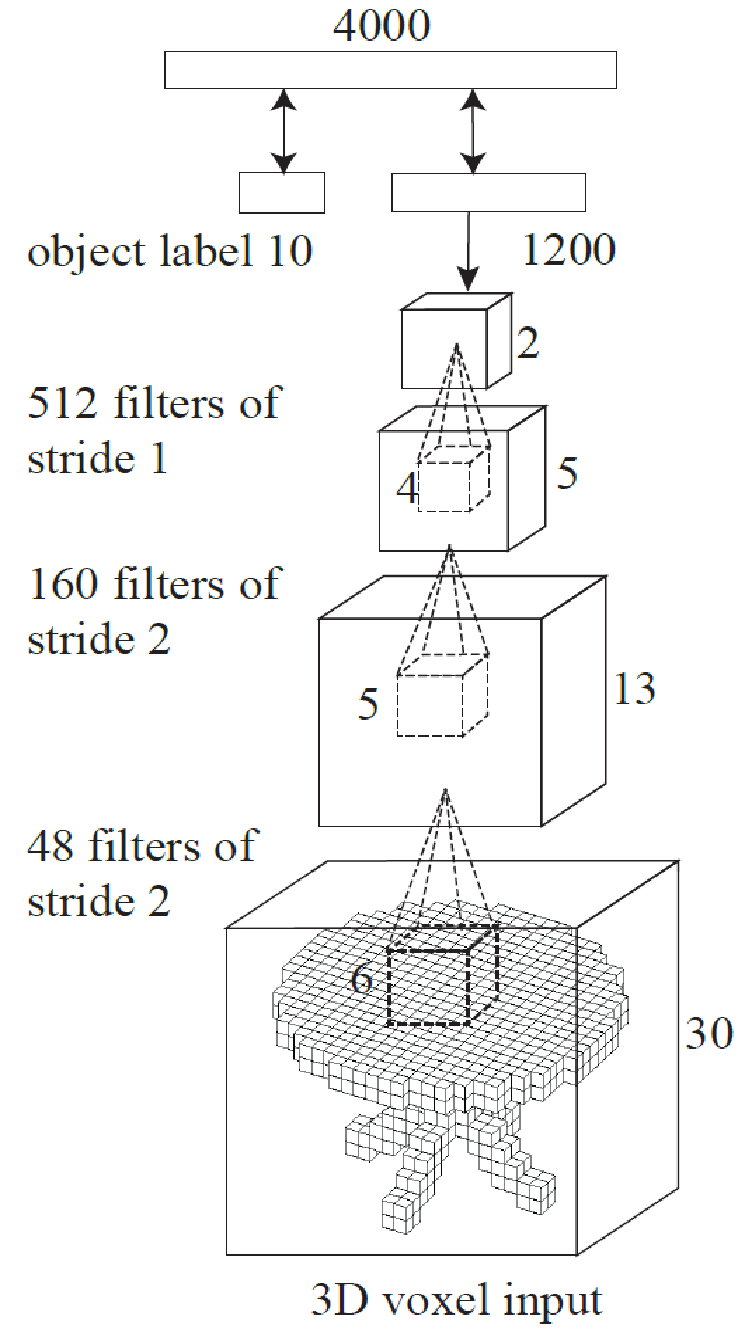 4000
object label 10
1200
2
512 filters of
stride 1
4
5
160 filters of
stride 2
5
13
48 filters of
stride 2
6
30
3D voxel input